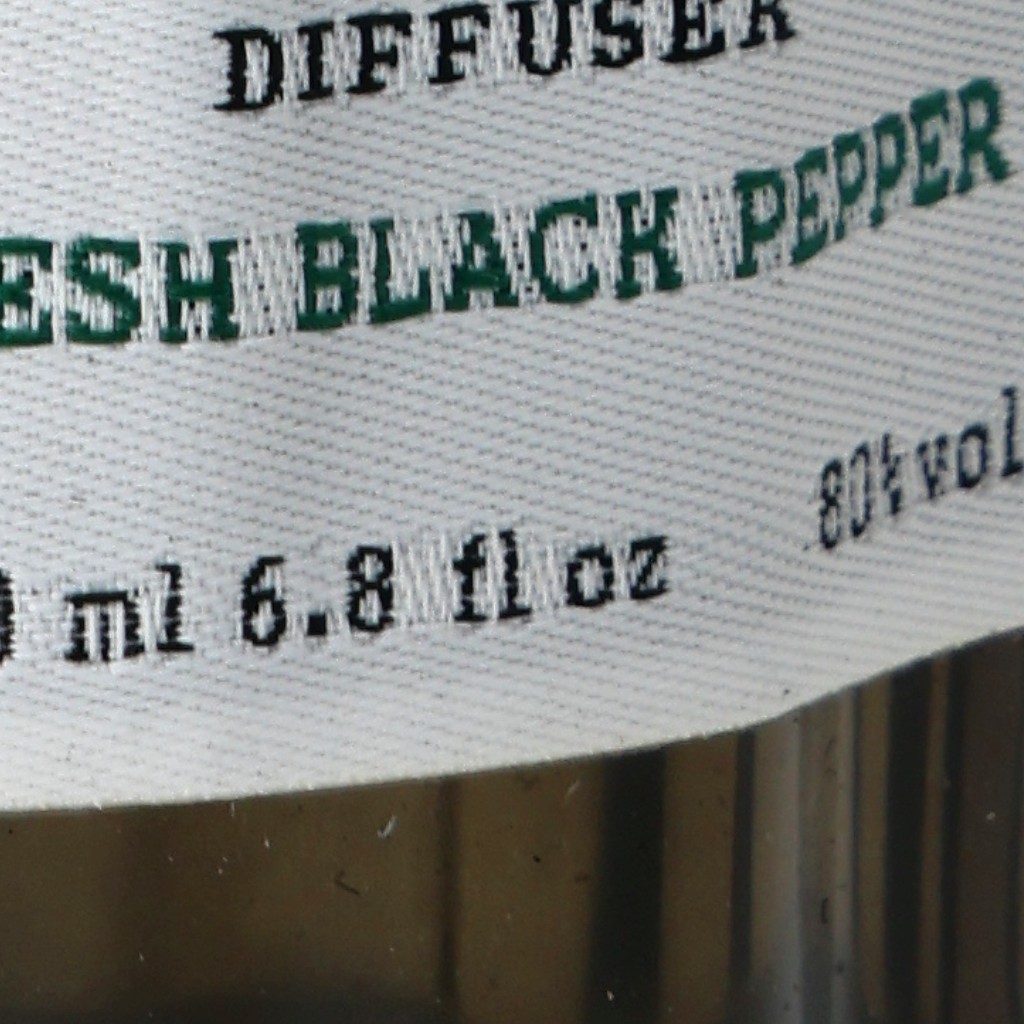 DIFFUSER
ESH BLACK PEPPER
80%vol
ml 6.8 fl oz